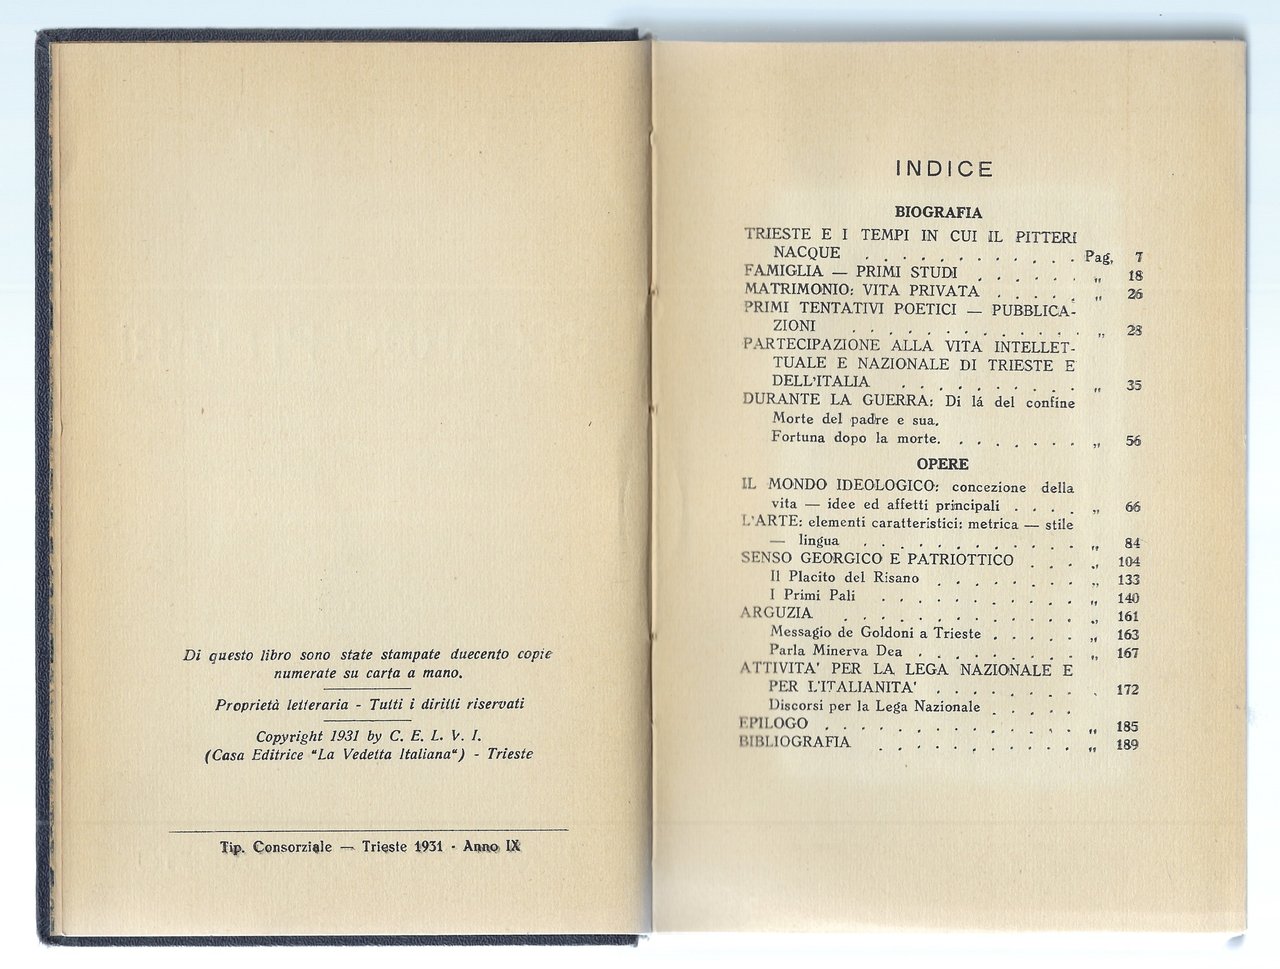 Di questo libro sono state stampate duecento copie
numerate su carta a mano.
Proprietà letteraria - Tutti i diritti riservati
Copyright 1931 by C. E. L. V. I.
(Casa Editrice "La Vedetta Italiana") - Trieste
Tip. Consorziale — Trieste 1931 - Anno IX
INDICE
BIOGRAFIA
TRIESTE E I TEMPI IN CUI IL PITTERI
NACQUE . . . . . . . . . . . . Pag. 7
FAMIGLIA — PRIMI STUDI . . . . . . „ 18
MATRIMONIO: VITA PRIVATA . . . . . „ 26
PRIMI TENTATIVI POETICI — PUBBLICA-
ZIONI . . . . . . . . . . . . . „ 28
PARTECIPAZIONE ALLA VITA INTELLET-
TUALE E NAZIONALE DI TRIESTE E
DELL'ITALIA . . . . . . . . . . „ 35
DURANTE LA GUERRA: Di lá del confine
Morte del padre e sua.
Fortuna dopo la morte. . . . . . . . „ 56
OPERE
IL MONDO IDEOLOGICO: concezione della
vita — idee ed affetti principali . . . . „ 66
L'ARTE: elementi caratteristici: metrica — stile
— lingua . . . . . . . . . . . . „ 84
SENSO GEORGICO E PATRIOTTICO . . . „ 104
Il Placito del Risano . . . . . . . . „ 133
I Primi Pali . . . . . . . . . . . „ 140
ARGUZIA . . . . . . . . . . . . . „ 161
Messagio de Goldoni a Trieste . . . . . „ 163
Parla Minerva Dea . . . . . . . . . „ 167
ATTIVITA' PER LA LEGA NAZIONALE E
PER L'ITALIANITA' . . . . . . . . . 172
Discorsi per la Lega Nazionale . . . . .
EPILOGO . . . . . . . . . . . . . „ 185
BIBLIOGRAFIA . . . . . . . . . . . „ 189